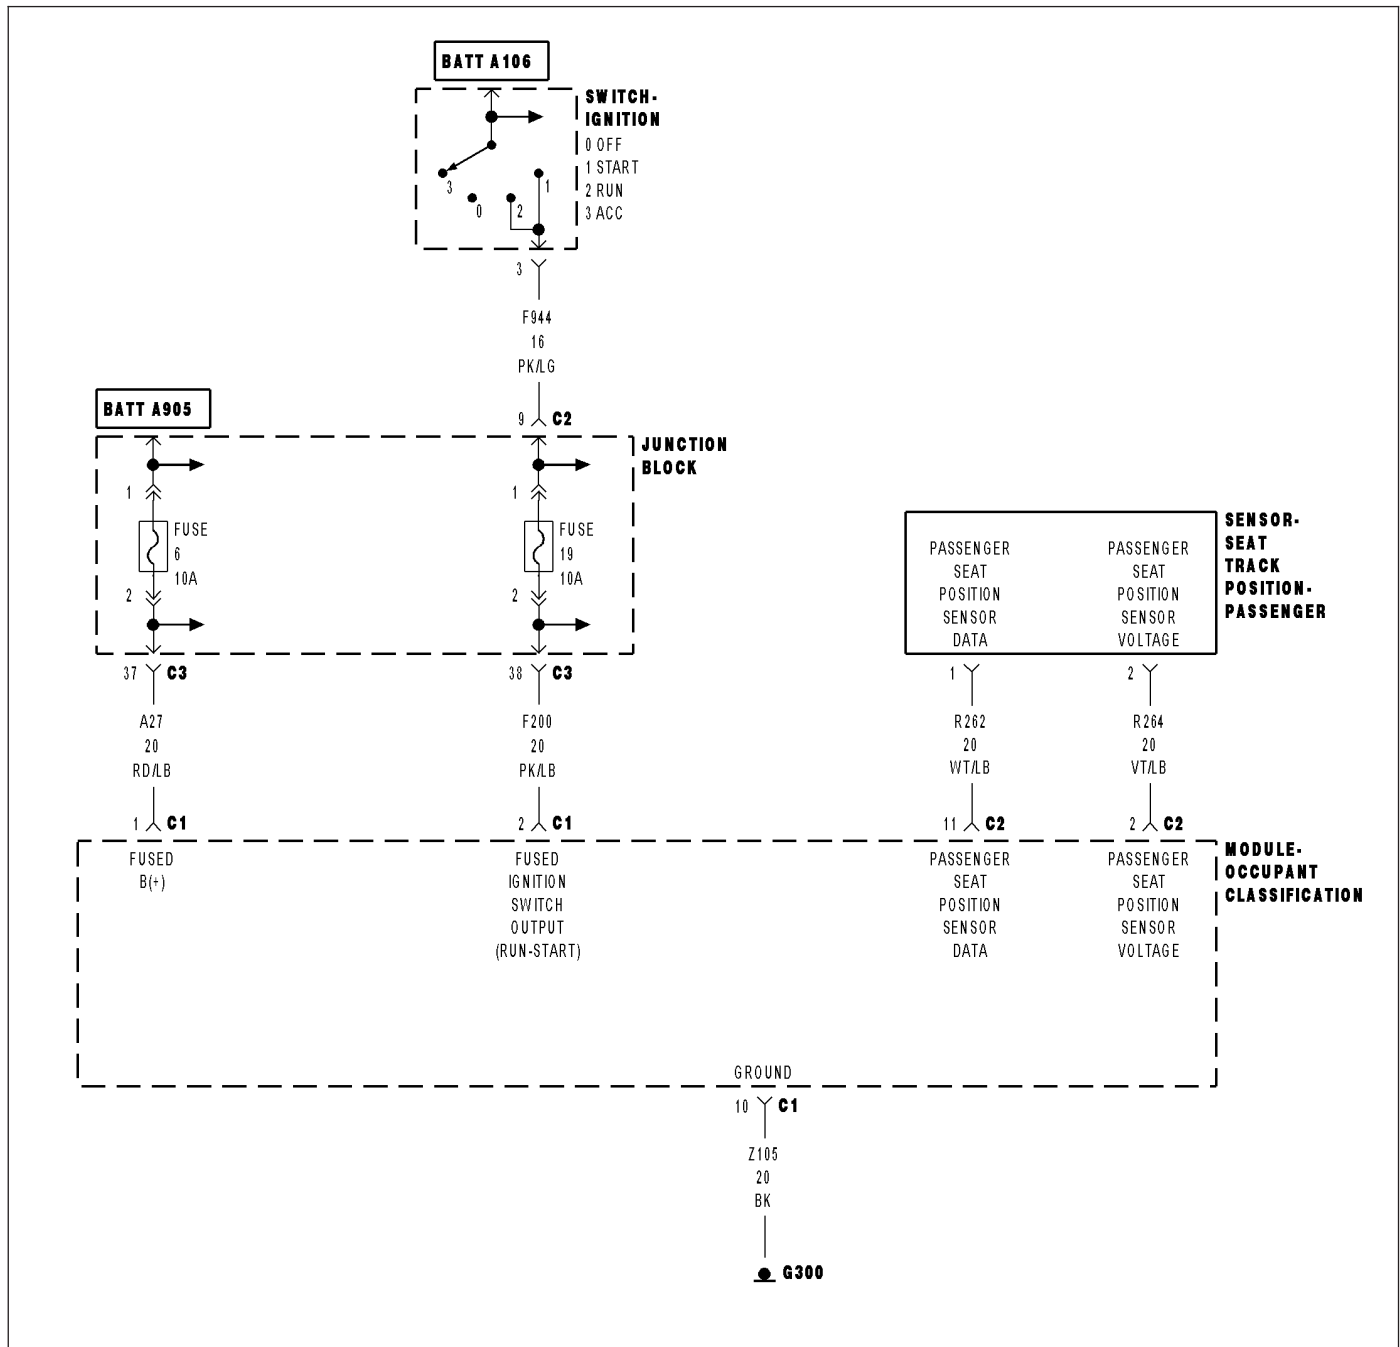 BATT A106
SWITCH-
IGNITION
0 OFF
1 START
2 RUN
3 ACC
3
1
0
2
3
F944
16
PK/LG
BATT A905
9
C2
JUNCTION
BLOCK
1
FUSE
6
10A
2
1
FUSE
19
10A
2
37
C3
38
C3
SENSOR-
SEAT
TRACK
POSITION-
PASSENGER
PASSENGER
SEAT
POSITION
SENSOR
DATA
PASSENGER
SEAT
POSITION
SENSOR
VOLTAGE
1
2
A27
20
RD/LB
F200
20
PK/LB
R262
20
WT/LB
R264
20
VT/LB
1
C1
2
C1
11
C2
2
C2
MODULE-
OCCUPANT
CLASSIFICATION
FUSED
B(+)
FUSED
IGNITION
SWITCH
OUTPUT
(RUN-START)
PASSENGER
SEAT
POSITION
SENSOR
DATA
PASSENGER
SEAT
POSITION
SENSOR
VOLTAGE
GROUND
10
C1
Z105
20
BK
G300